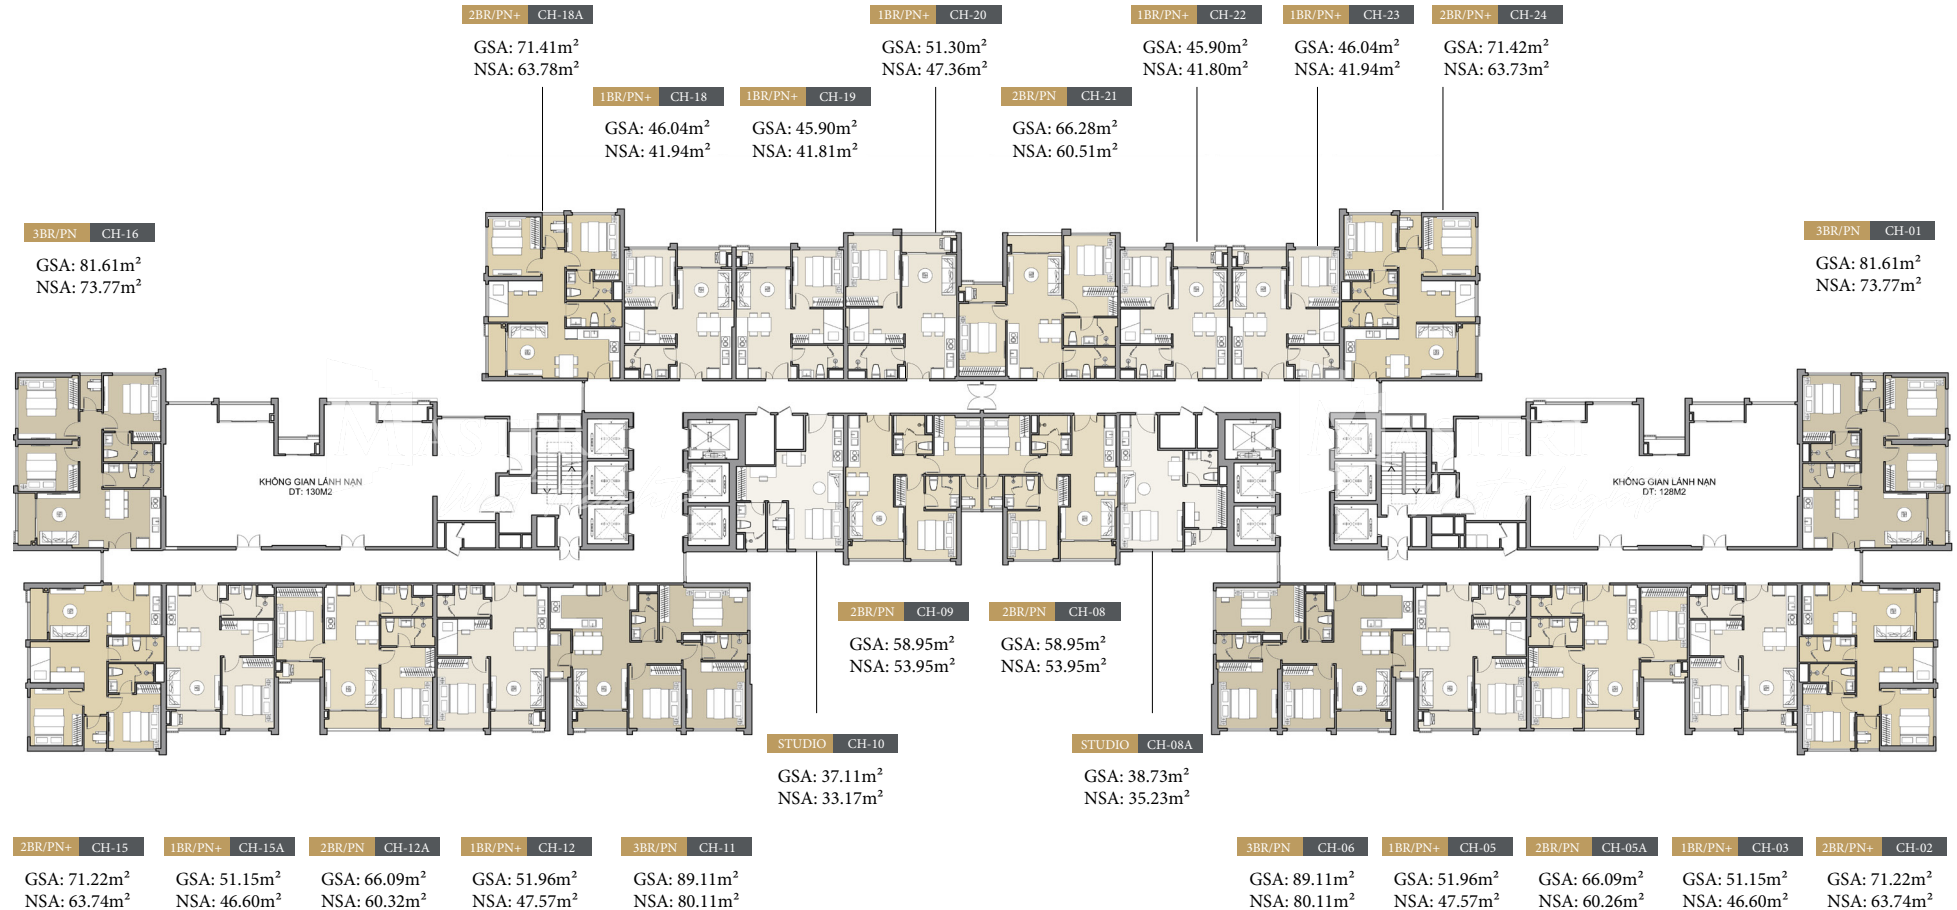 2BR/PN+ CH-18A
GSA: 71.41m²
NSA: 63.78m²
1BR/PN+ CH-20
GSA: 51.30m²
NSA: 47.36m²
1BR/PN+ CH-22
GSA: 45.90m²
NSA: 41.80m²
1BR/PN+ CH-23
GSA: 46.04m²
NSA: 41.94m²
2BR/PN+ CH-24
GSA: 71.42m²
NSA: 63.73m²
1BR/PN+ CH-18
GSA: 46.04m²
NSA: 41.94m²
1BR/PN+ CH-19
GSA: 45.90m²
NSA: 41.81m²
2BR/PN CH-21
GSA: 66.28m²
NSA: 60.51m²
3BR/PN CH-16
GSA: 81.61m²
NSA: 73.77m²
3BR/PN CH-01
GSA: 81.61m²
NSA: 73.77m²
KHÔNG GIAN LÁNH NẠN
DT: 130M2
KHÔNG GIAN LÁNH NẠN
DT: 128M2
2BR/PN CH-09
GSA: 58.95m²
NSA: 53.95m²
2BR/PN CH-08
GSA: 58.95m²
NSA: 53.95m²
STUDIO CH-10
GSA: 37.11m²
NSA: 33.17m²
STUDIO CH-08A
GSA: 38.73m²
NSA: 35.23m²
2BR/PN+ CH-15
GSA: 71.22m²
NSA: 63.74m²
1BR/PN+ CH-15A
GSA: 51.15m²
NSA: 46.60m²
2BR/PN CH-12A
GSA: 66.09m²
NSA: 60.32m²
1BR/PN+ CH-12
GSA: 51.96m²
NSA: 47.57m²
3BR/PN CH-11
GSA: 89.11m²
NSA: 80.11m²
3BR/PN CH-06
GSA: 89.11m²
NSA: 80.11m²
1BR/PN+ CH-05
GSA: 51.96m²
NSA: 47.57m²
2BR/PN CH-05A
GSA: 66.09m²
NSA: 60.26m²
1BR/PN+ CH-03
GSA: 51.15m²
NSA: 46.60m²
2BR/PN+ CH-02
GSA: 71.22m²
NSA: 63.74m²